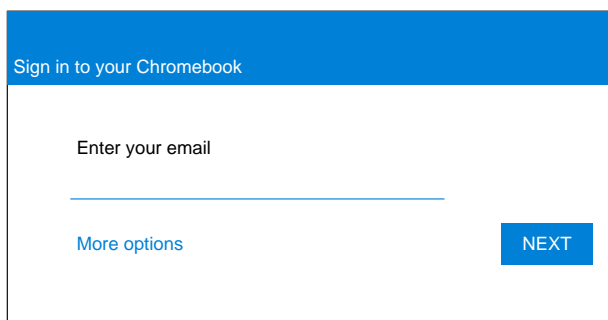 Sign in to your Chromebook
Enter your email
More options
NEXT